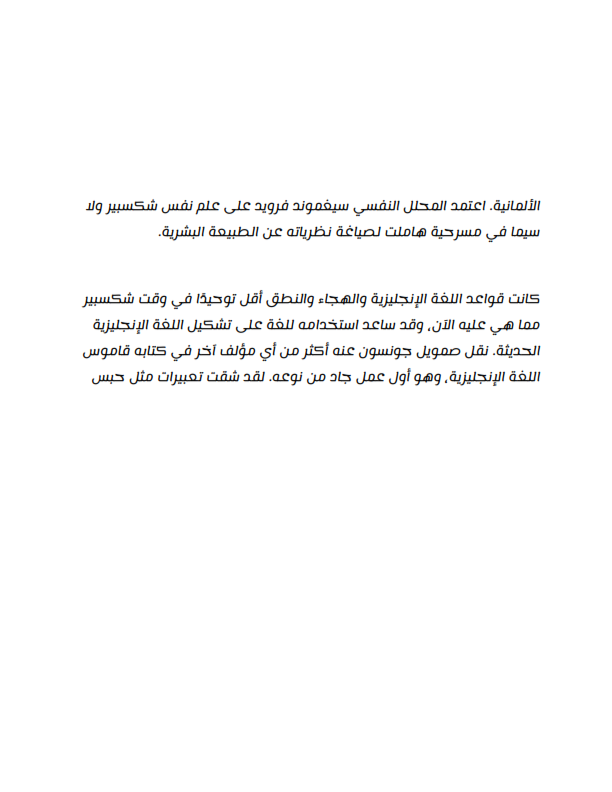 الألمانية. اعتمد المحلل النفسي سيغموند فرويد على علم نفس شكسبير ولا
سيما في مسرحية هاملت لصياغة نظرياته عن الطبيعة البشرية.
كانت قواعد اللغة الإنجليزية والهجاء والنطق أقل توحيدًا في وقت شكسبير
مما هي عليه الآن، وقد ساعد استخدامه للغة على تشكيل اللغة الإنجليزية
الحديثة. نقل صمويل جونسون عنه أكثر من أي مؤلف آخر في كتابه قاموس
اللغة الإنجليزية، وهو أول عمل جاد من نوعه. لقد شقت تعبيرات مثل حبس